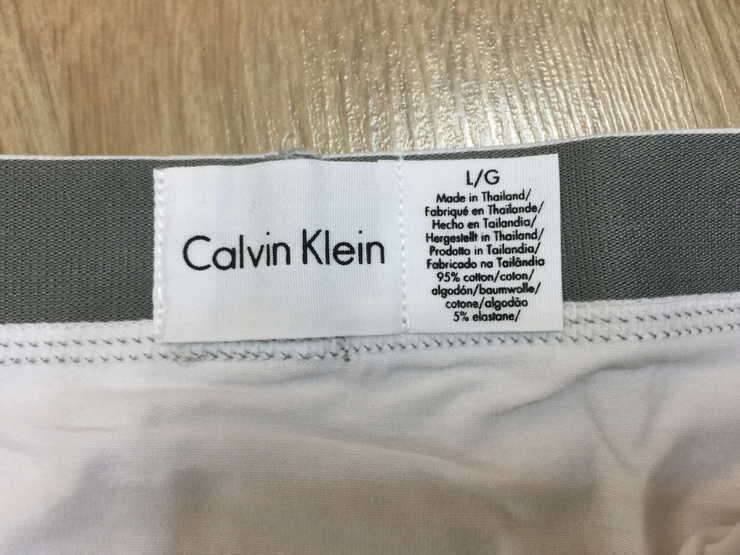 Calvin Klein
L/G
Made in Thailand/
Fabriqué en Thaïlande/
Hecho en Tailandia/
Hergestellt in Thailand/
Prodotto in Tailandia/
Fabricado na Tailândia
95% cotton/coton/
algodón/baumwolle/
cotone/algodão
5% elastane/